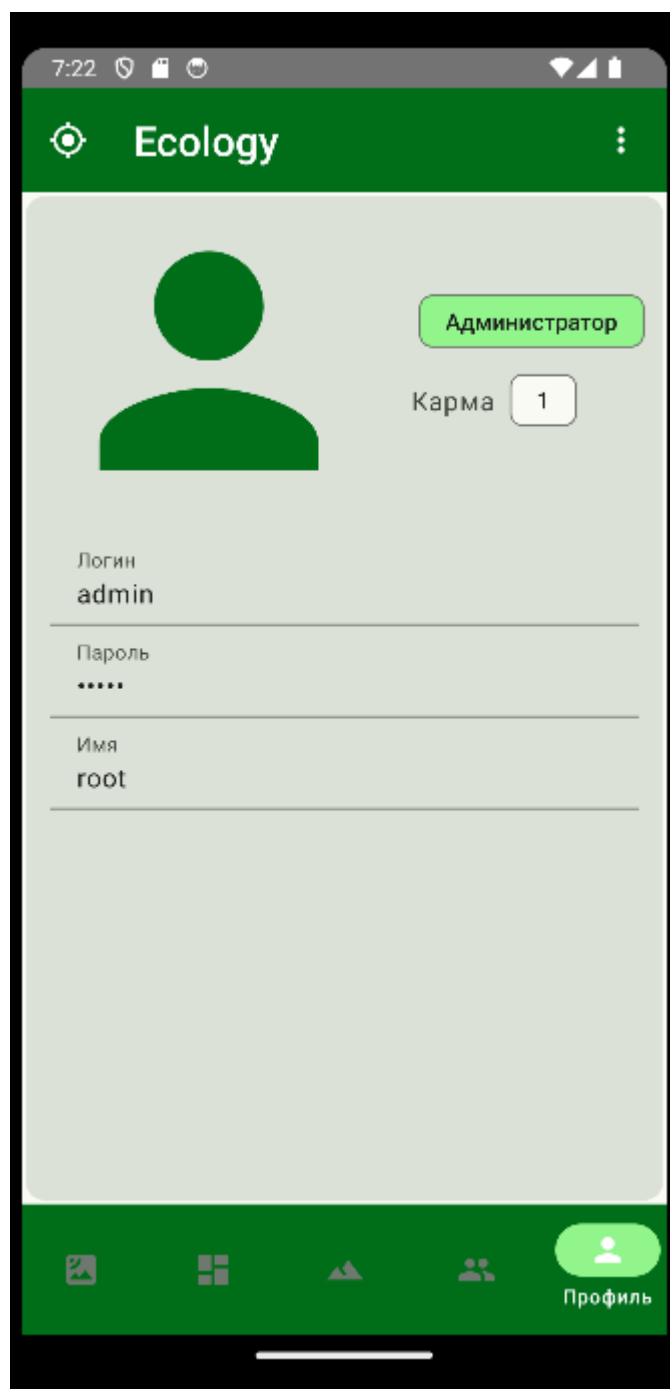 7:22
Ecology
Администратор
Карма 1
Логин
admin
Пароль
•••••
Имя
root
Профиль